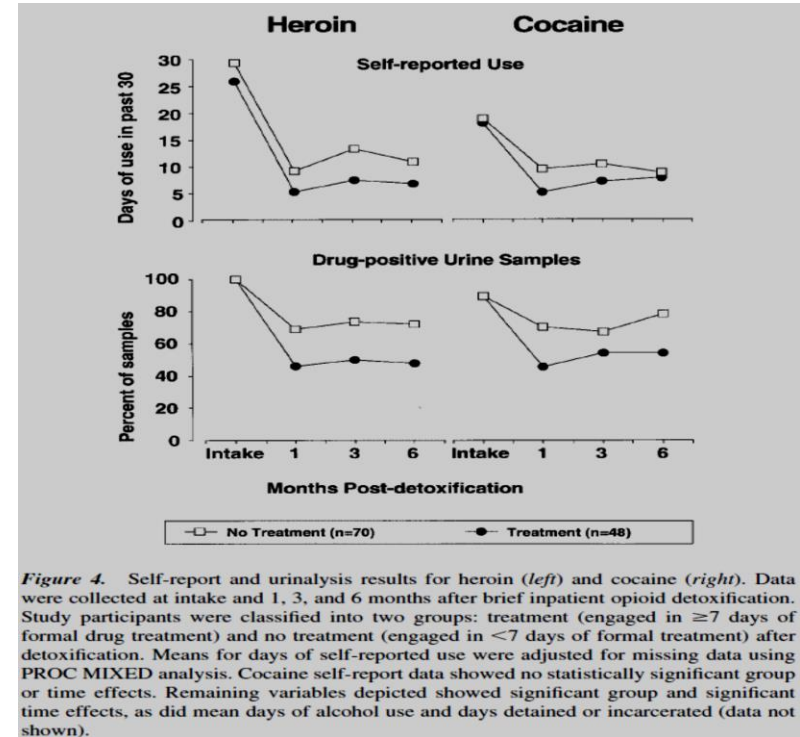 Heroin Cocaine
Self-reported Use
Days of use in past 30
30
25
20
15
10
5
0
Drug-positive Urine Samples
Percent of samples
100
80
60
40
20
0
Intake 1 3 6 Intake 1 3 6
Months Post-detoxification
No Treatment (n=70) Treatment (n=48)
Figure 4. Self-report and urinalysis results for heroin (left) and cocaine (right). Data
were collected at intake and 1, 3, and 6 months after brief inpatient opioid detoxification.
Study participants were classified into two groups: treatment (engaged in ≥7 days of
formal drug treatment) and no treatment (engaged in <7 days of formal treatment) after
detoxification. Means for days of self-reported use were adjusted for missing data using
PROC MIXED analysis. Cocaine self-report data showed no statistically significant group
or time effects. Remaining variables depicted showed significant group and significant
time effects, as did mean days of alcohol use and days detained or incarcerated (data not
shown).